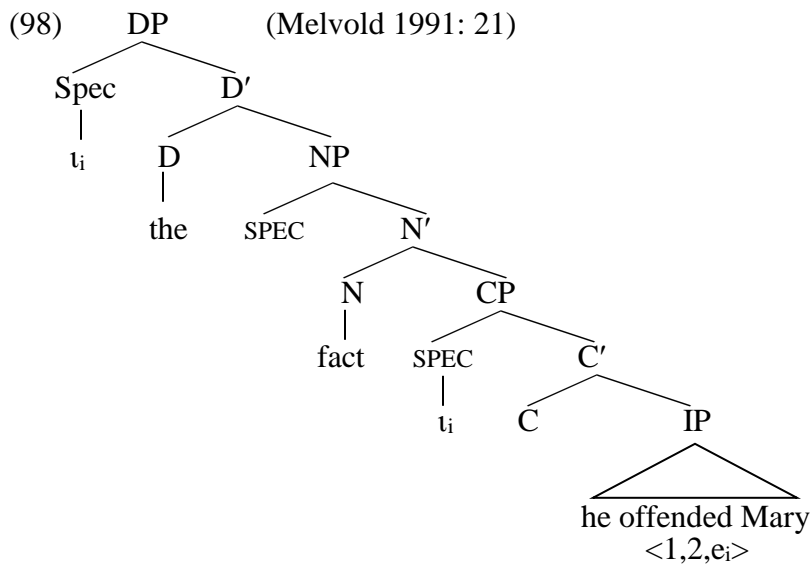 (98) DP (Melvold 1991: 21)
Spec D′
ιᵢ D NP
the SPEC N′
N CP
fact SPEC C′
ιᵢ C IP
he offended Mary
<1,2,eᵢ>